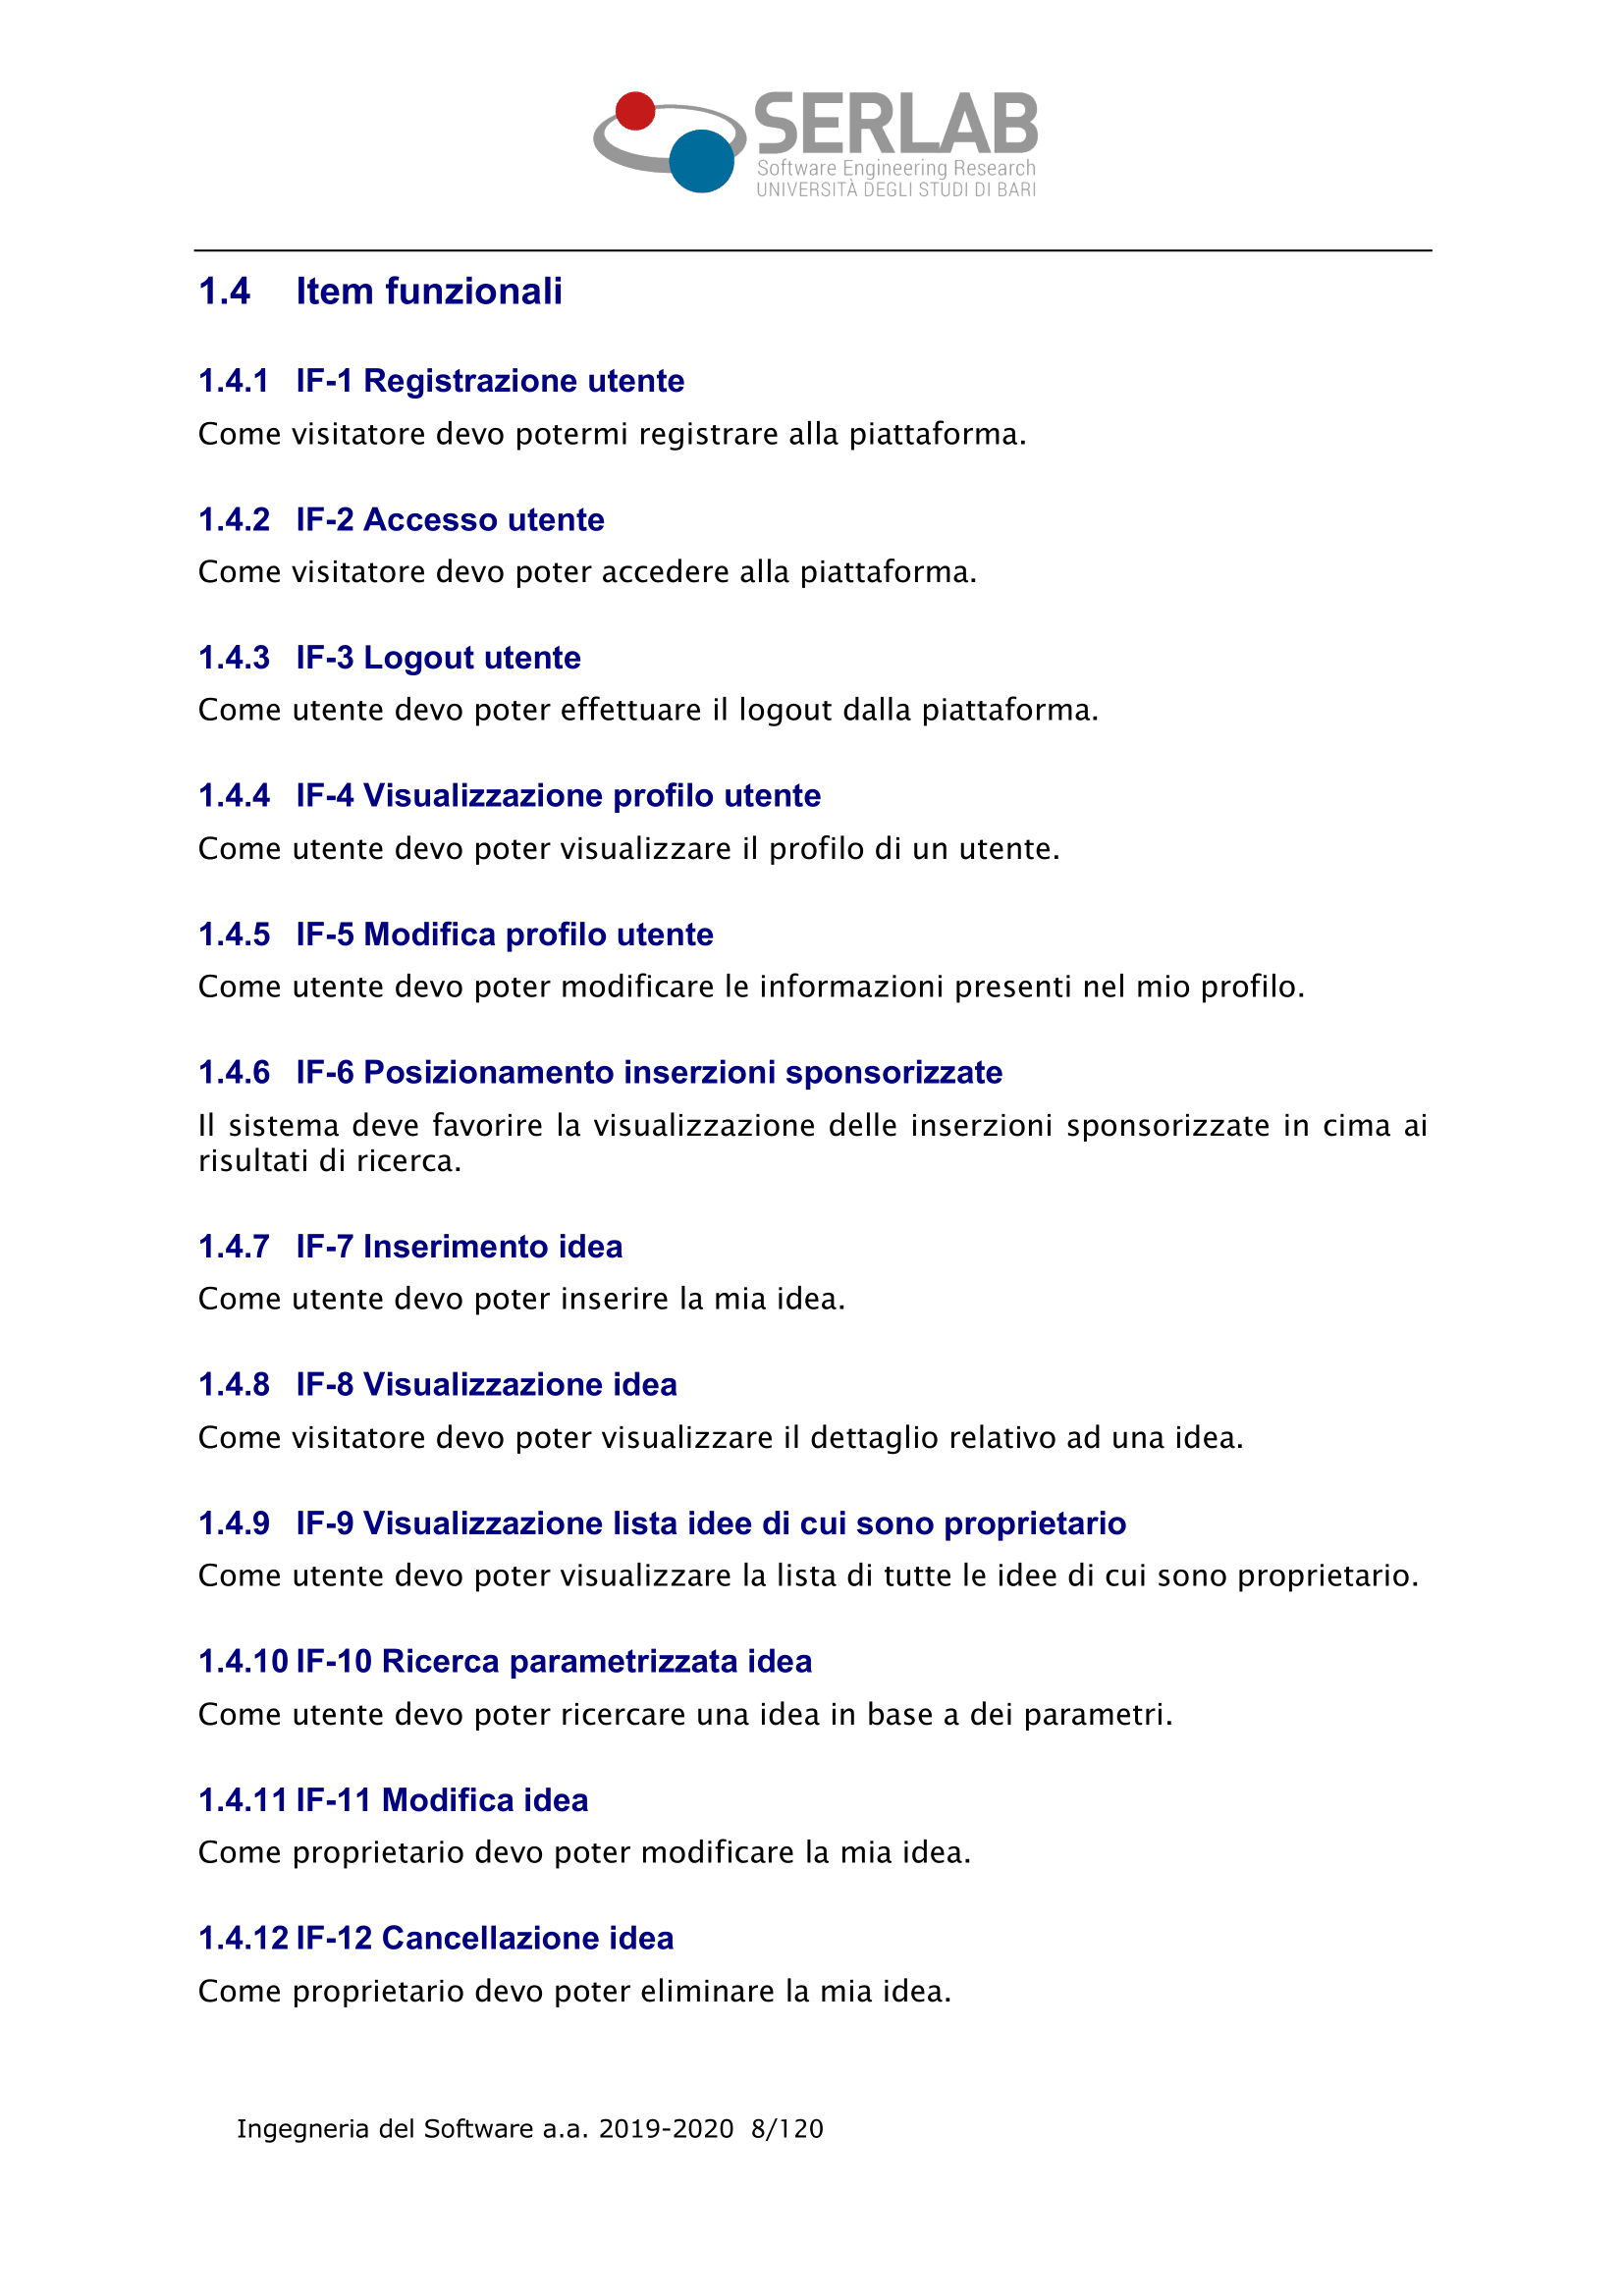 SERLAB
Software Engineering Research
UNIVERSITÀ DEGLI STUDI DI BARI
1.4 Item funzionali
1.4.1 IF-1 Registrazione utente
Come visitatore devo potermi registrare alla piattaforma.
1.4.2 IF-2 Accesso utente
Come visitatore devo poter accedere alla piattaforma.
1.4.3 IF-3 Logout utente
Come utente devo poter effettuare il logout dalla piattaforma.
1.4.4 IF-4 Visualizzazione profilo utente
Come utente devo poter visualizzare il profilo di un utente.
1.4.5 IF-5 Modifica profilo utente
Come utente devo poter modificare le informazioni presenti nel mio profilo.
1.4.6 IF-6 Posizionamento inserzioni sponsorizzate
Il sistema deve favorire la visualizzazione delle inserzioni sponsorizzate in cima ai
risultati di ricerca.
1.4.7 IF-7 Inserimento idea
Come utente devo poter inserire la mia idea.
1.4.8 IF-8 Visualizzazione idea
Come visitatore devo poter visualizzare il dettaglio relativo ad una idea.
1.4.9 IF-9 Visualizzazione lista idee di cui sono proprietario
Come utente devo poter visualizzare la lista di tutte le idee di cui sono proprietario.
1.4.10 IF-10 Ricerca parametrizzata idea
Come utente devo poter ricercare una idea in base a dei parametri.
1.4.11 IF-11 Modifica idea
Come proprietario devo poter modificare la mia idea.
1.4.12 IF-12 Cancellazione idea
Come proprietario devo poter eliminare la mia idea.
Ingegneria del Software a.a. 2019-2020 8/120